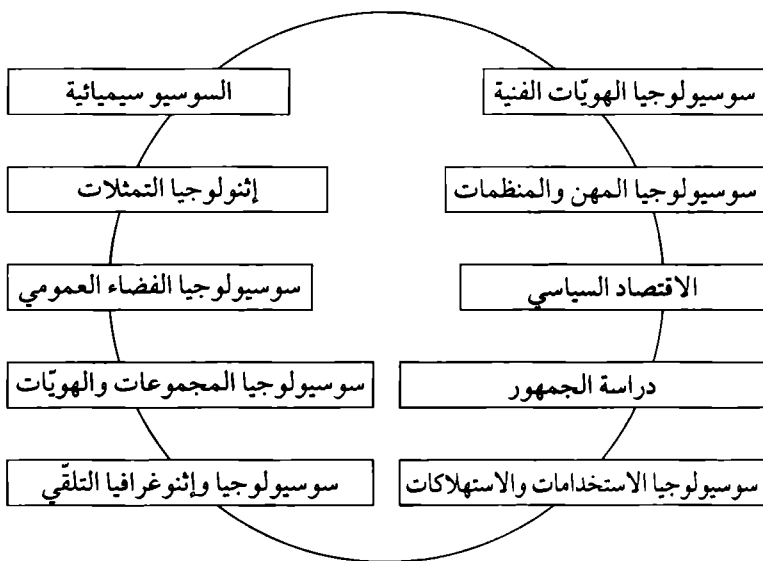 سوسيولوجيا الهويّات الفنية
السوسيو سيميائية
سوسيولوجيا المهن والمنظمات
إثنولوجيا التمثلات
الاقتصاد السياسي
سوسيولوجيا الفضاء العمومي
دراسة الجمهور
سوسيولوجيا المجموعات والهويّات
سوسيولوجيا الاستخدامات والاستهلاكات
سوسيولوجيا وإثنوغرافيا التلقّي